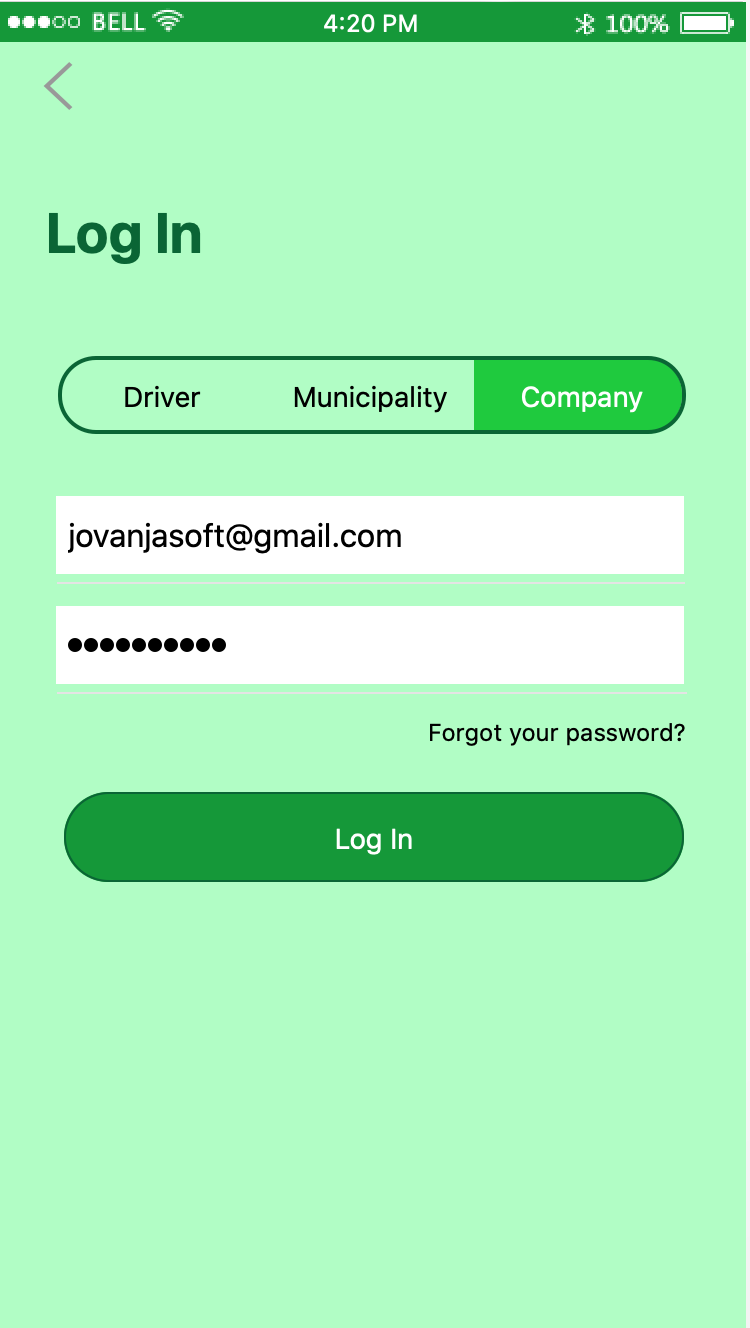 BELL 4:20 PM 100%
Log In
Driver Municipality Company
jovanjasoft@gmail.com
••••••••••
Forgot your password?
Log In